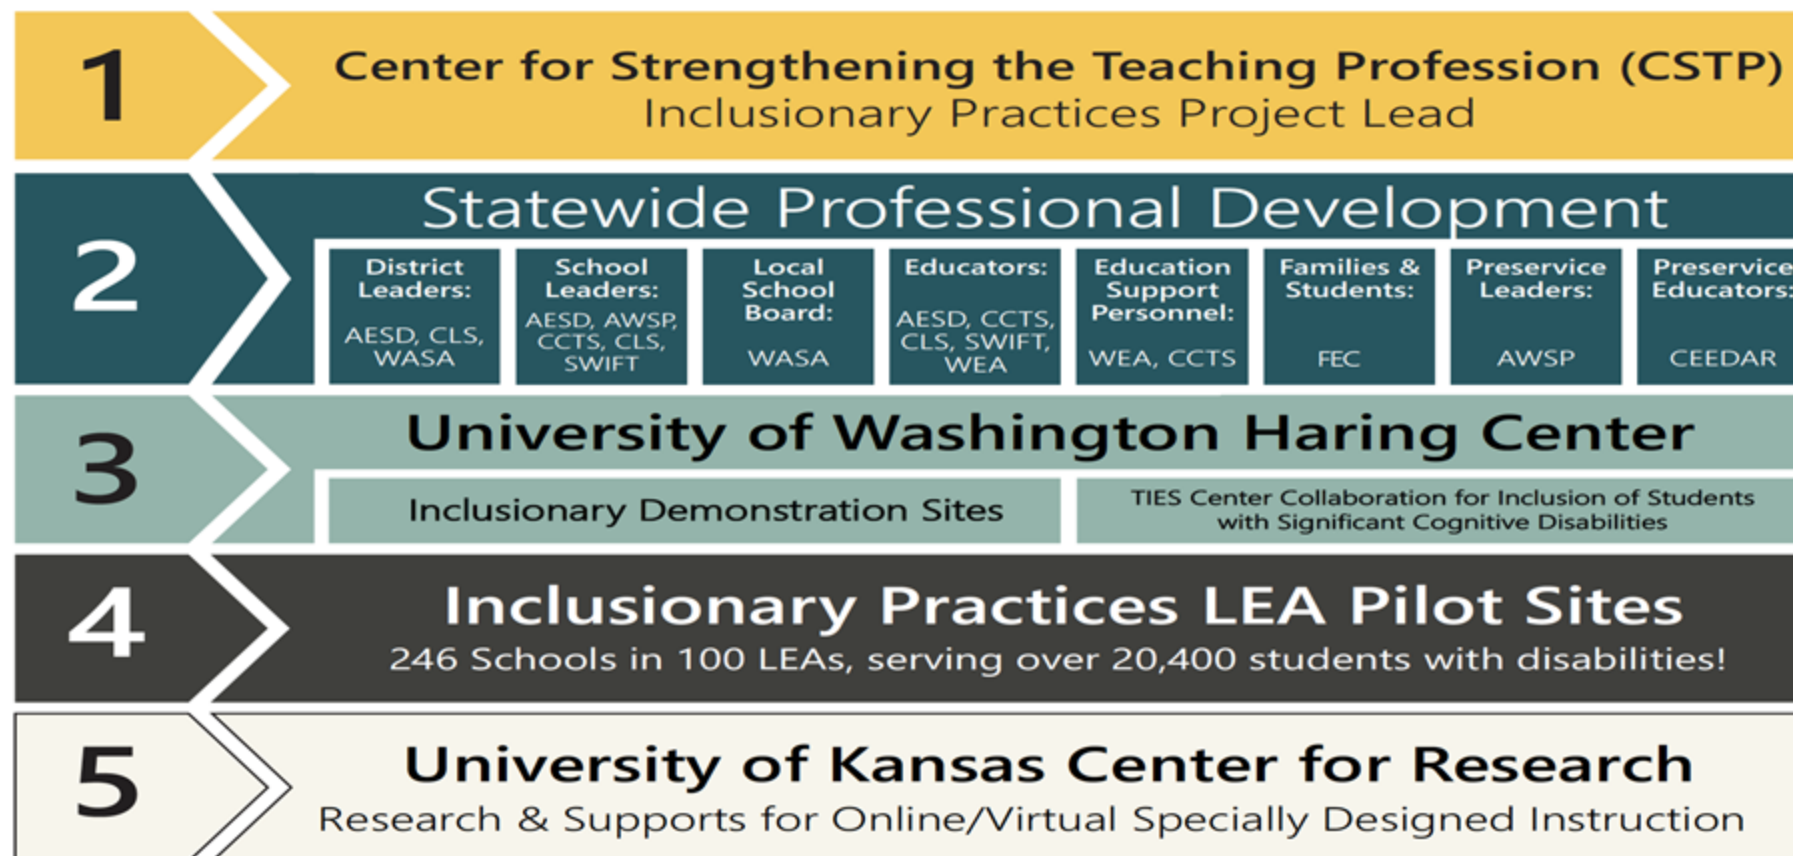 1
Center for Strengthening the Teaching Profession (CSTP)
Inclusionary Practices Project Lead
2
Statewide Professional Development
District
Leaders:
AESD, CLS,
WASA
School
Leaders:
AESD, AWSP,
CCTS, CLS,
SWIFT
Local
School
Board:
WASA
Educators:
AESD, CCTS,
CLS, SWIFT,
WEA
Education
Support
Personnel:
WEA, CCTS
Families &
Students:
FEC
Preservice
Leaders:
AWSP
Preservice
Educators:
CEEDAR
3
University of Washington Haring Center
Inclusionary Demonstration Sites
TIES Center Collaboration for Inclusion of Students
with Significant Cognitive Disabilities
4
Inclusionary Practices LEA Pilot Sites
246 Schools in 100 LEAs, serving over 20,400 students with disabilities!
5
University of Kansas Center for Research
Research & Supports for Online/Virtual Specially Designed Instruction